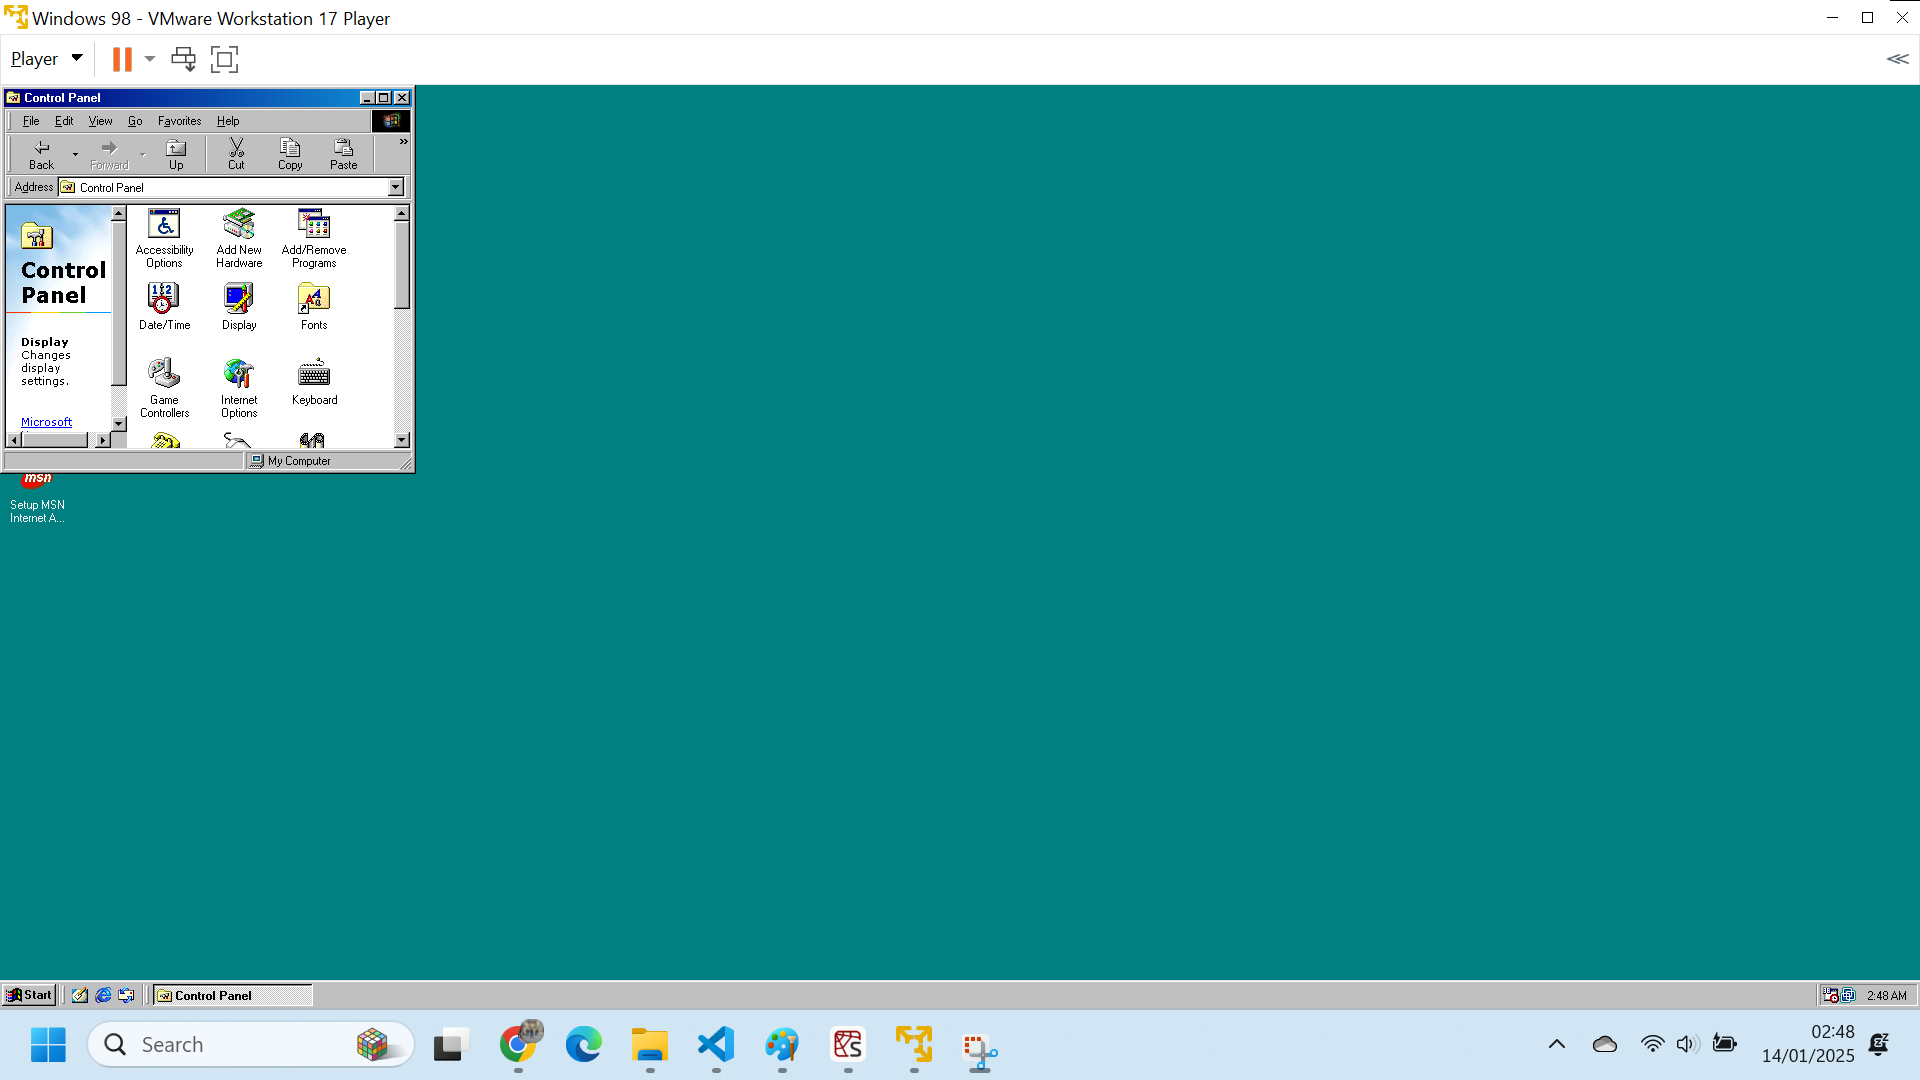 Windows 98 - VMware Workstation 17 Player
Player
Control Panel
File Edit View Go Favorites Help
Back Forward Up Cut Copy Paste
Address Control Panel
Control
Panel
Display
Changes
display
settings.
Microsoft
Accessibility
Options
Add New
Hardware
Add/Remove
Programs
Date/Time
Display
Fonts
Game
Controllers
Internet
Options
Keyboard
My Computer
msn
Setup MSN
Internet A...
Start Control Panel 2:48 AM
Search
02:48
14/01/2025